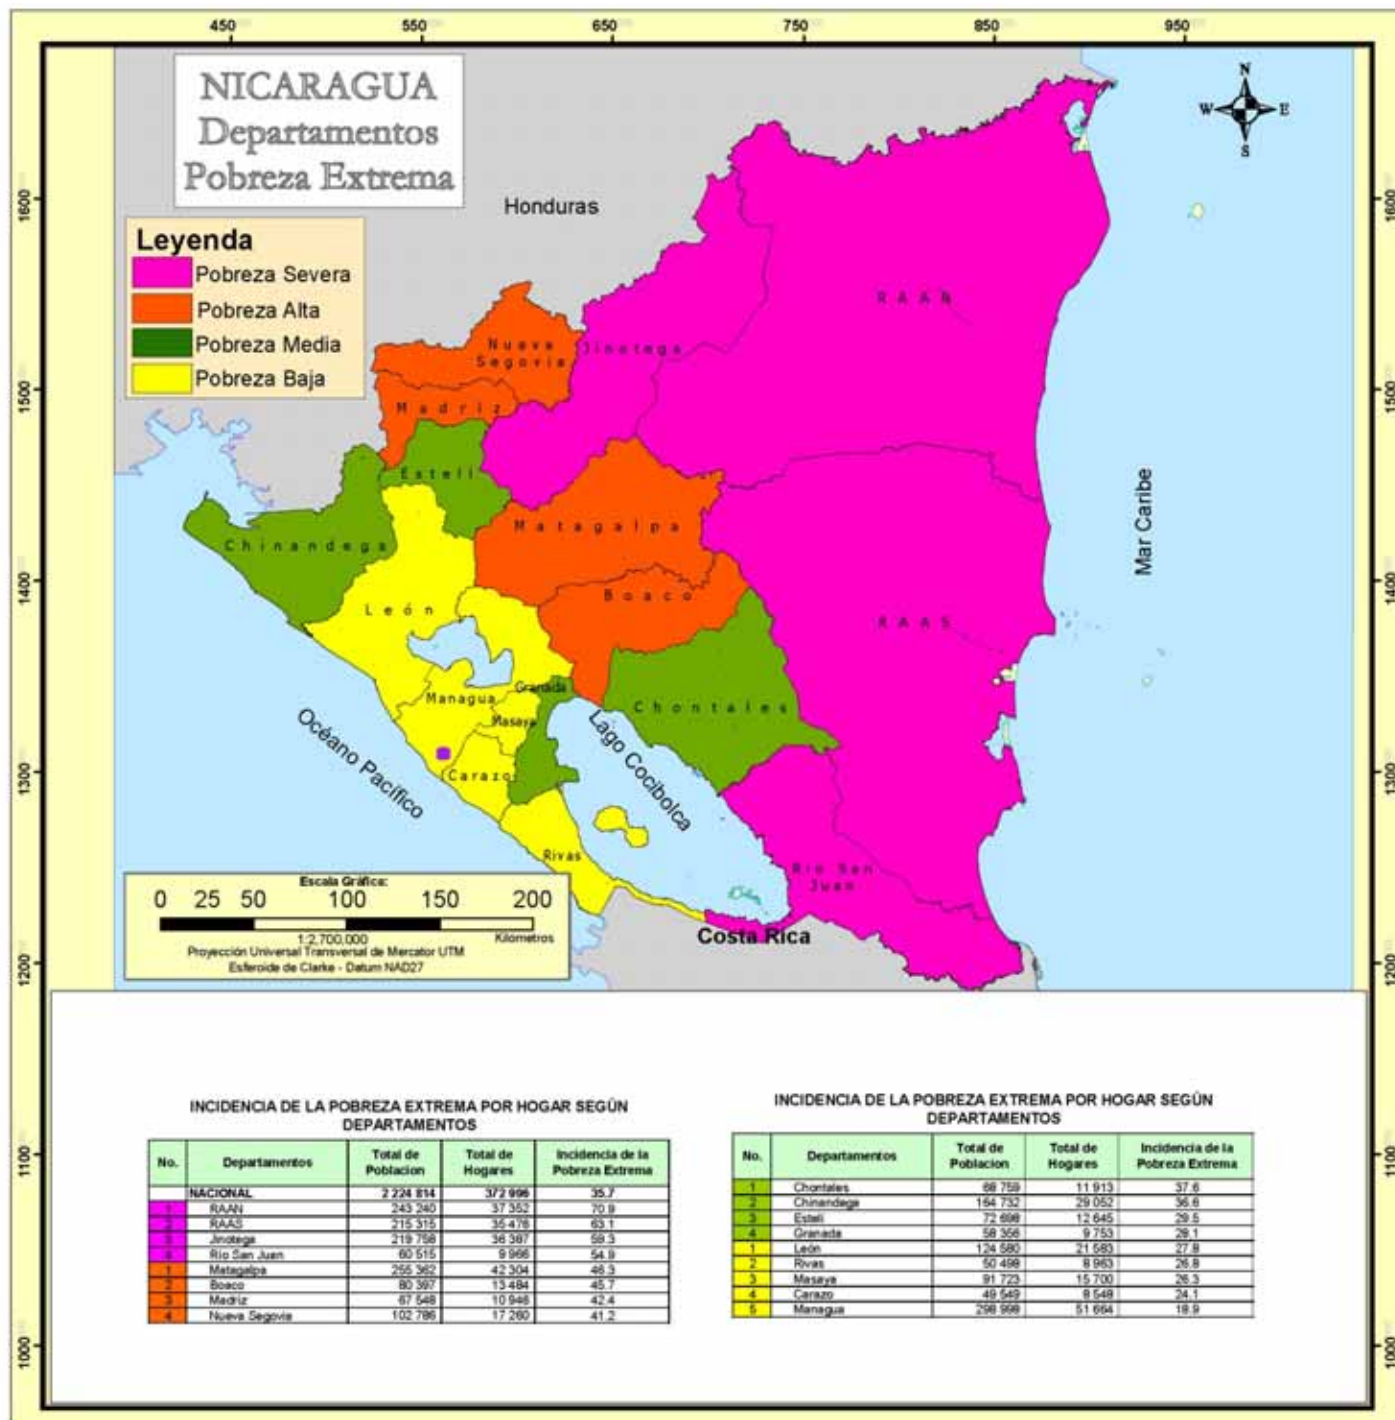 450 550 650 750 850 950
NICARAGUA
Departamentos
Pobreza Extrema
N
W E
S
1600 1600
Honduras
Leyenda
Pobreza Severa
Pobreza Alta
Pobreza Media
Pobreza Baja
RAAN
Nueva
Segovia
Jinotega
1500 1500
Madriz
Estelí
Mar Caribe
Matagalpa
Chinandega
1400 1400
Boaco
León
RAAS
Granada
Managua
Chontales
Masaya
Océano Pacífico
Lago Cocibolca
1300 1300
Carazo
Rivas
Río San
Juan
Escala Gráfica:
0 25 50 100 150 200
1:2,700,000 Kilómetros
Proyección Universal Transversal de Mercator UTM
Esferoide de Clarke - Datum NAD27
Costa Rica
1200 1200
INCIDENCIA DE LA POBREZA EXTREMA POR HOGAR SEGÚN
DEPARTAMENTOS
No. Departamentos Total de Poblacion Total de Hogares Incidencia de la Pobreza Extrema
NACIONAL 2 224 814 372 996 35.7
1 RAAN 243 240 37 352 70.9
2 RAAS 215 315 35 476 63.1
3 Jinotega 219 758 36 387 59.3
4 Río San Juan 60 515 9 966 54.9
1 Matagalpa 255 362 42 304 46.3
2 Boaco 80 397 13 484 45.7
3 Madriz 67 548 10 946 42.4
4 Nueva Segovia 102 786 17 260 41.2
INCIDENCIA DE LA POBREZA EXTREMA POR HOGAR SEGÚN
DEPARTAMENTOS
No. Departamentos Total de Poblacion Total de Hogares Incidencia de la Pobreza Extrema
1 Chontales 68 759 11 913 37.6
2 Chinandega 164 732 29 052 36.6
3 Estelí 72 698 12 645 29.5
4 Granada 58 356 9 753 28.1
1 León 124 580 21 583 27.8
2 Rivas 50 498 8 963 26.8
3 Masaya 91 723 15 700 26.3
4 Carazo 49 549 8 548 24.1
5 Managua 298 998 51 664 18.9
1100 1100
1000 1000